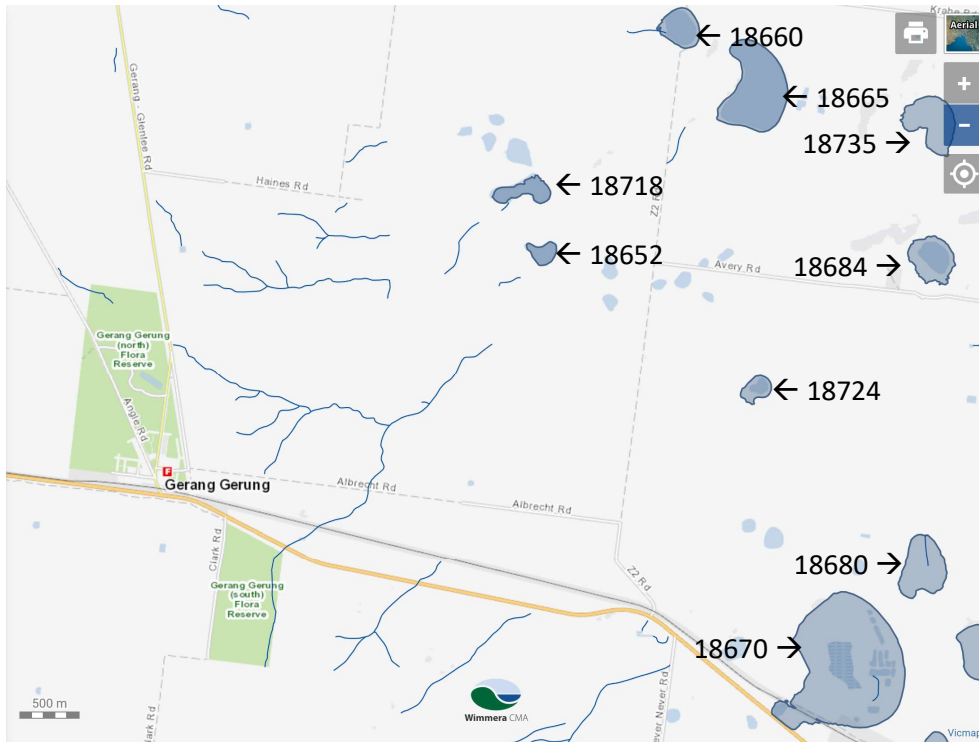 Krahe Rd
Aerial
← 18660
+
← 18665
Gerang - Glenlee Rd
−
18735 →
Haines Rd
← 18718
Z2 Rd
← 18652
Avery Rd
18684 →
Gerang Gerung
(north)
Flora
Reserve
← 18724
Angle Rd
F
Gerang Gerung
Albrecht Rd
Albrecht Rd
Clark Rd
18680 →
Z2 Rd
Gerang Gerung
(south)
Flora
Reserve
18670 →
500 m
Wimmera CMA
Clark Rd
ever Never Rd
Vicma